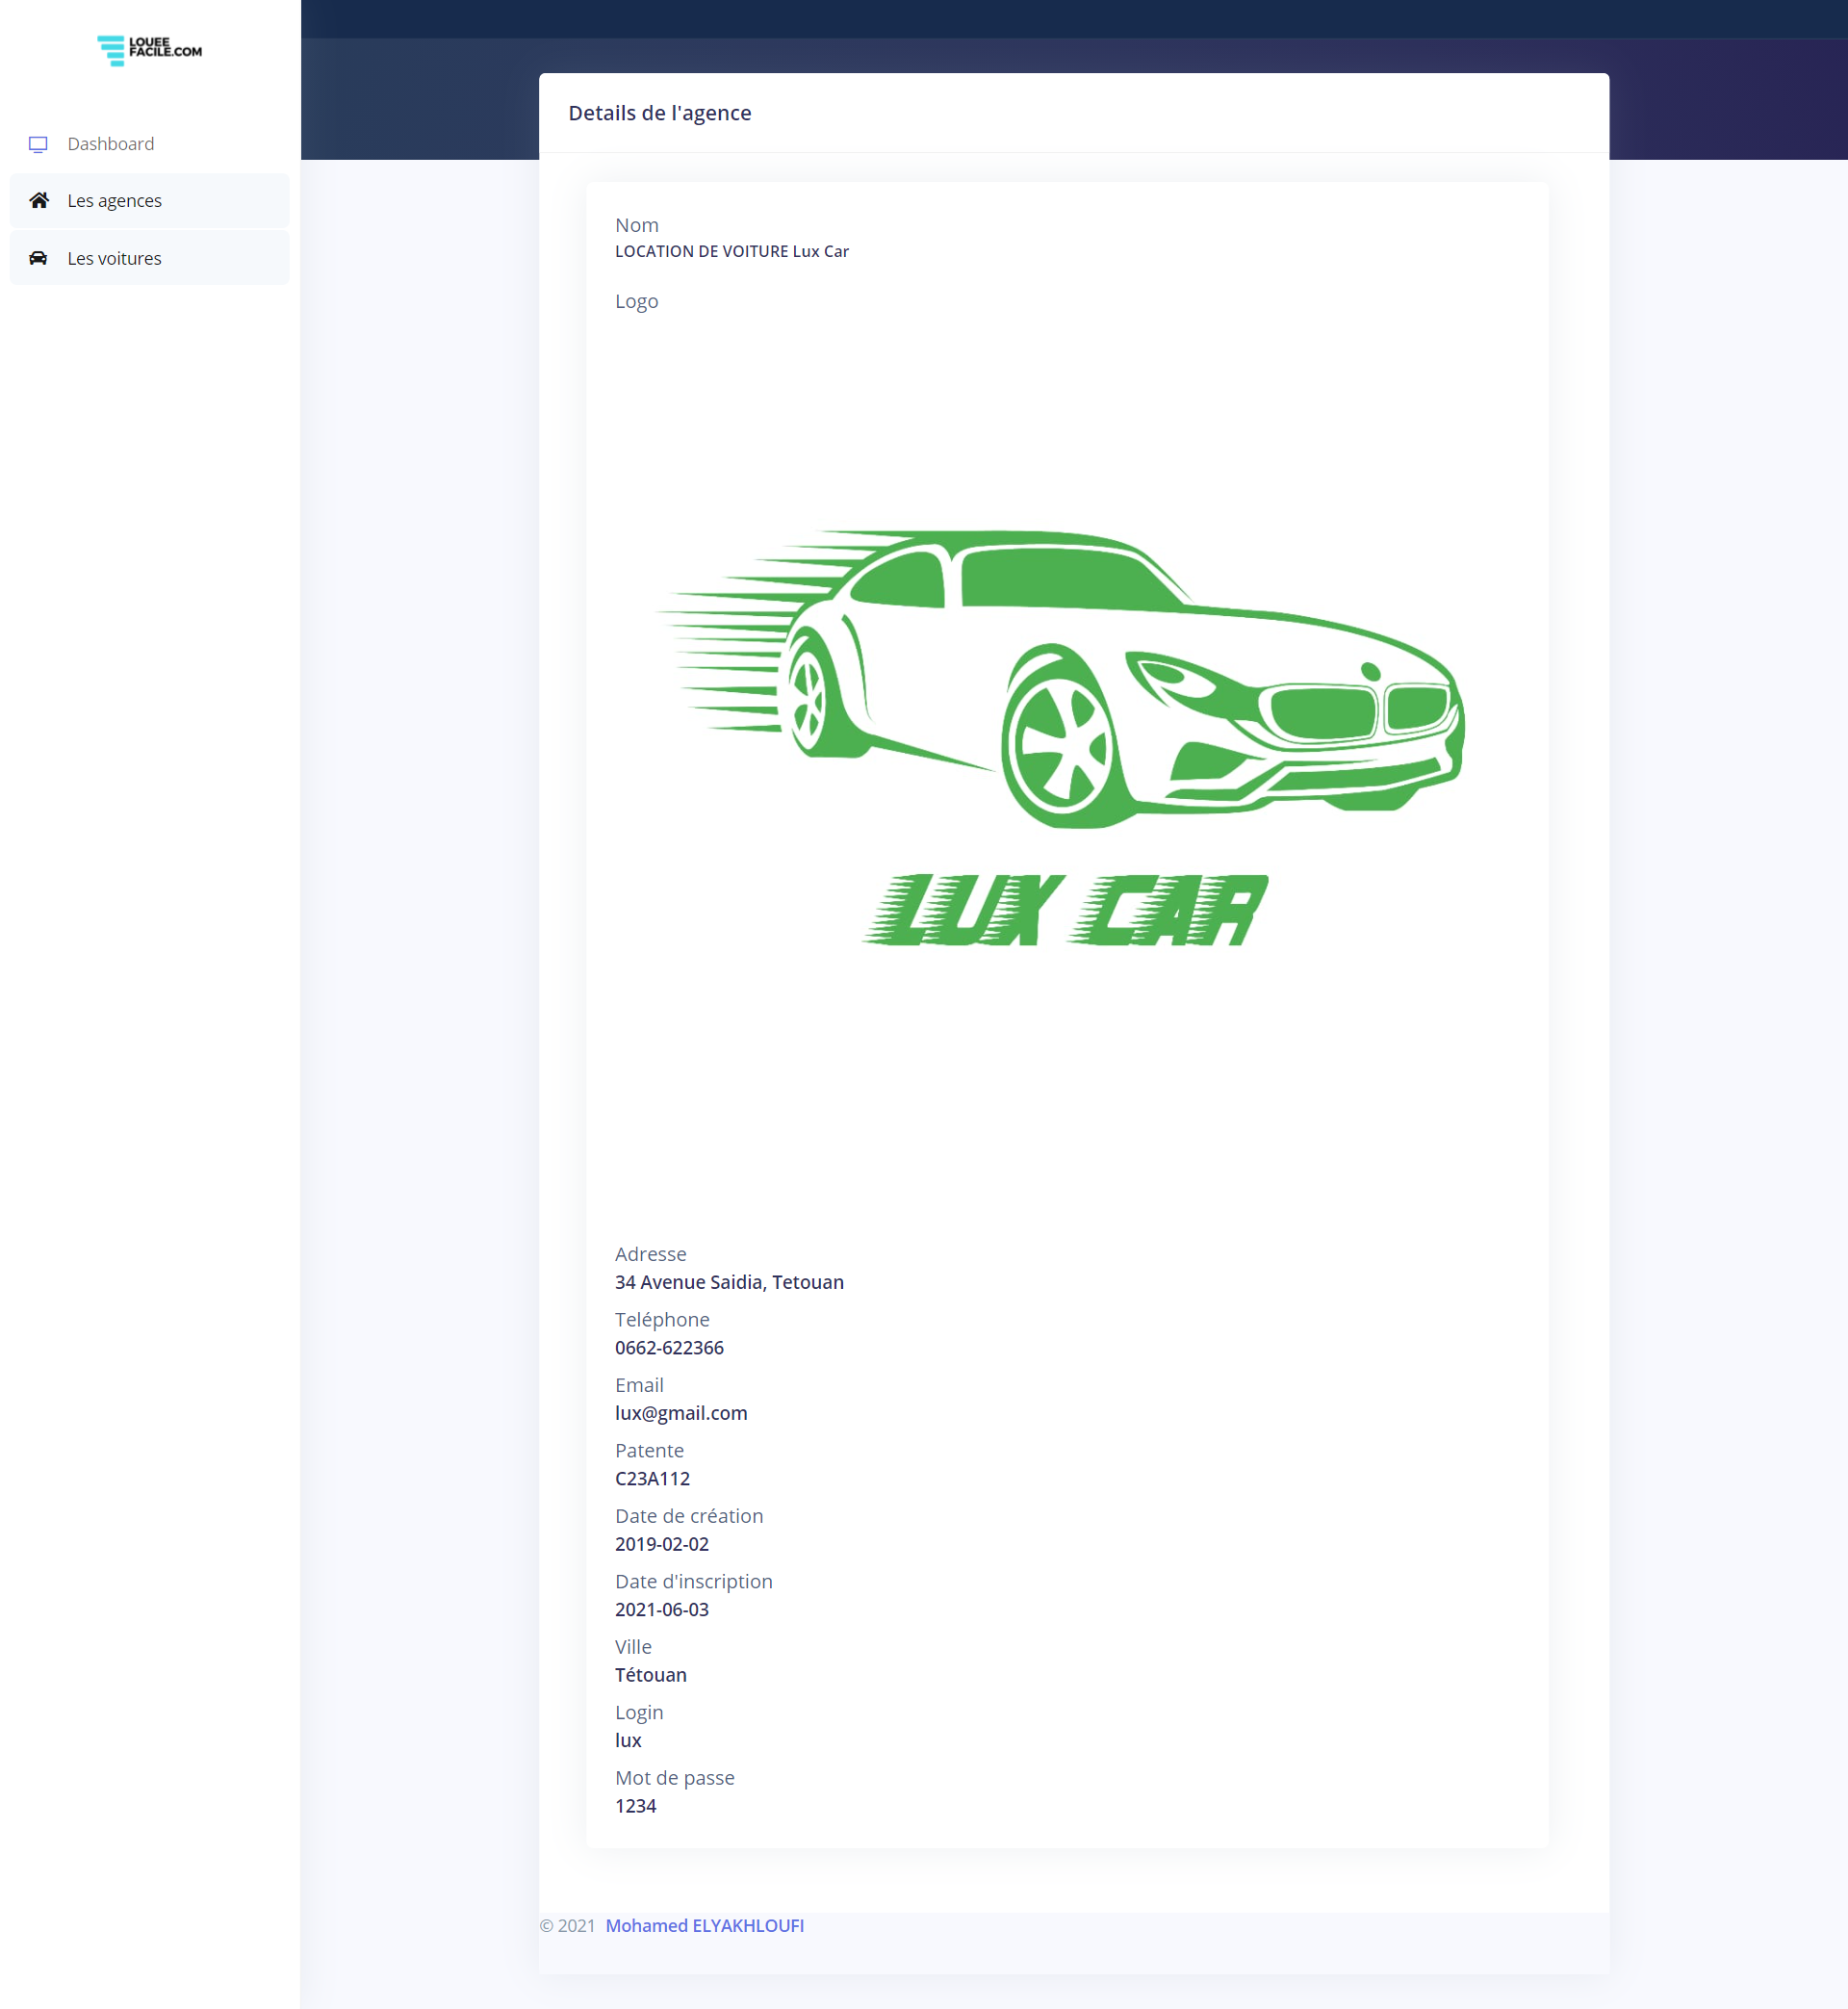 LOUEE
FACILE.COM
Dashboard
Les agences
Les voitures
Details de l'agence
Nom
LOCATION DE VOITURE Lux Car
Logo
LUX CAR
Adresse
34 Avenue Saidia, Tetouan
Teléphone
0662-622366
Email
lux@gmail.com
Patente
C23A112
Date de création
2019-02-02
Date d'inscription
2021-06-03
Ville
Tétouan
Login
lux
Mot de passe
1234
© 2021 Mohamed ELYAKHLOUFI